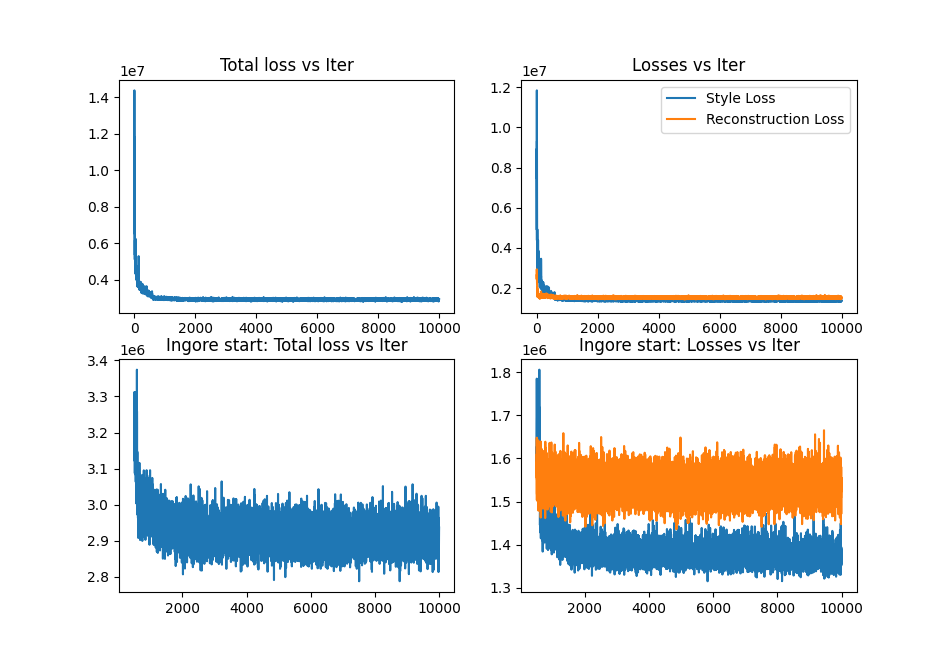 Total loss vs Iter
1e7
1.4
1.2
1.0
0.8
0.6
0.4
0 2000 4000 6000 8000 10000
Losses vs Iter
1e7
1.2
1.0
0.8
0.6
0.4
0.2
Style Loss
Reconstruction Loss
0 2000 4000 6000 8000 10000
Ingore start: Total loss vs Iter
1e6
3.4
3.3
3.2
3.1
3.0
2.9
2.8
2000 4000 6000 8000 10000
Ingore start: Losses vs Iter
1e6
1.8
1.7
1.6
1.5
1.4
1.3
2000 4000 6000 8000 10000